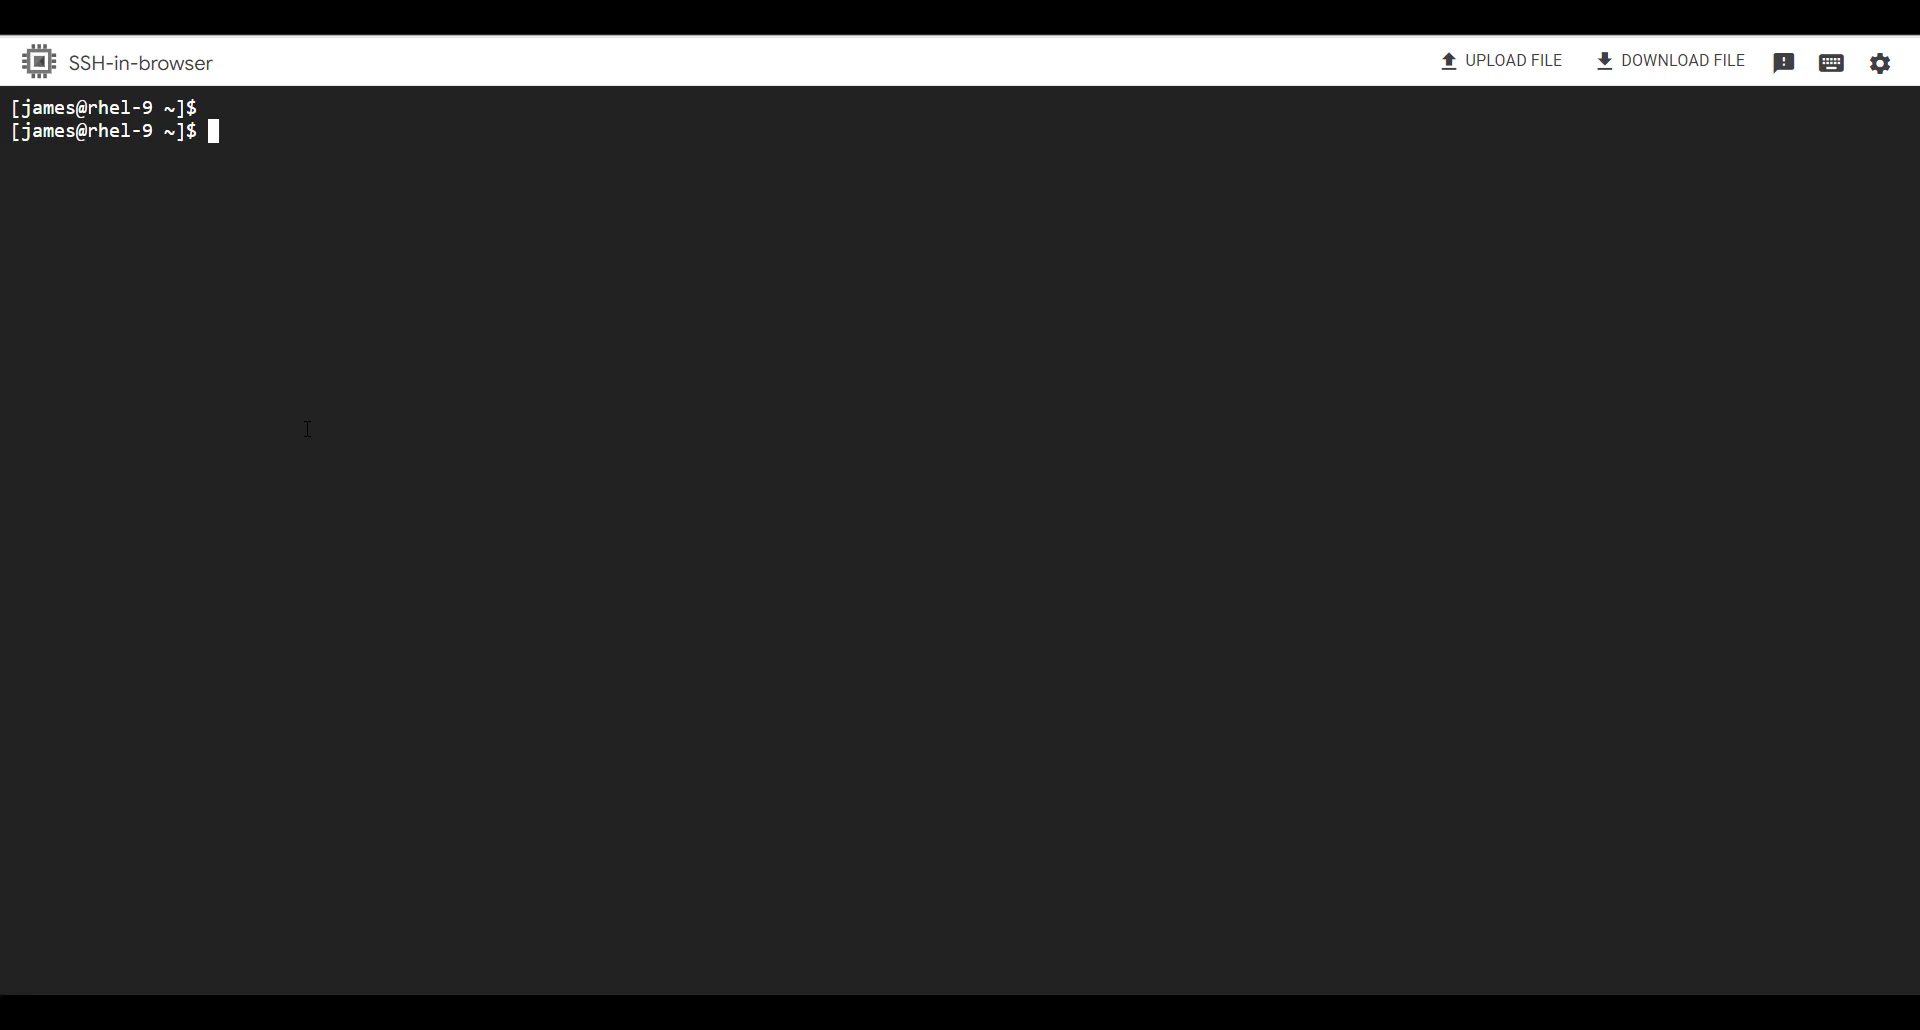 SSH-in-browser
UPLOAD FILE
DOWNLOAD FILE
[james@rhel-9 ~]$
[james@rhel-9 ~]$